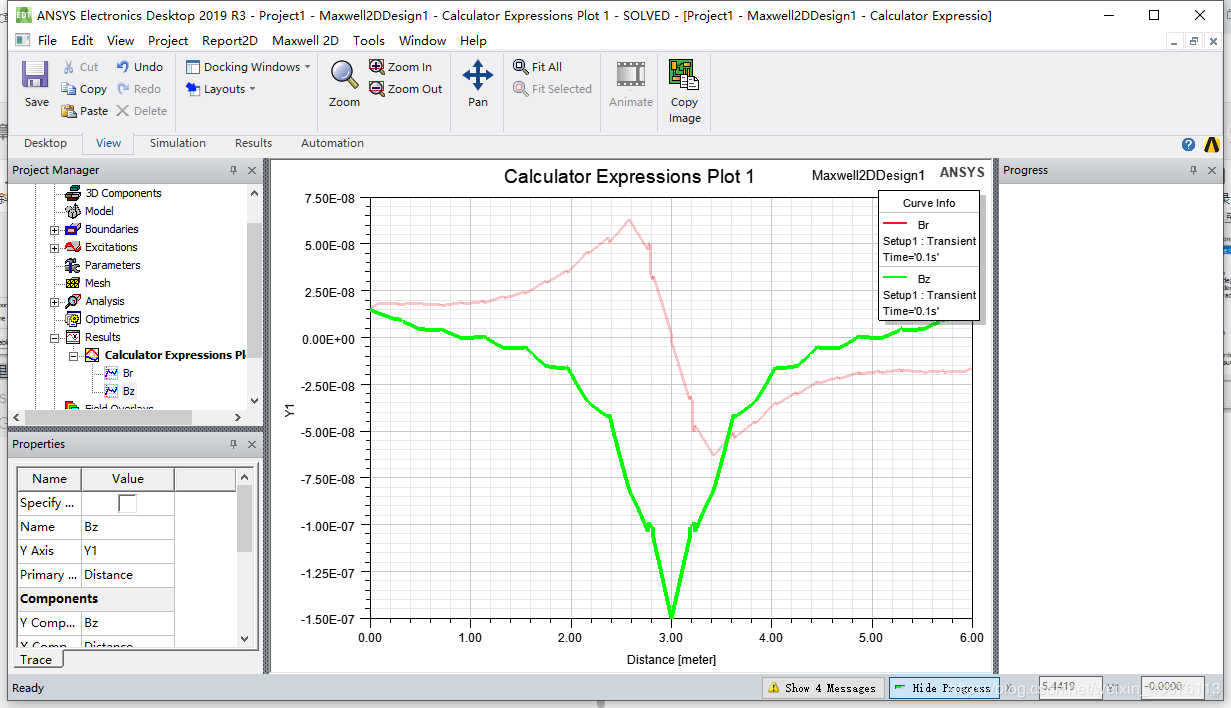 ANSYS Electronics Desktop 2019 R3 - Project1 - Maxwell2DDesign1 - Calculator Expressions Plot 1 - SOLVED - [Project1 - Maxwell2DDesign1 - Calculator Expressio]
File Edit View Project Report2D Maxwell 2D Tools Window Help
Save
Cut
Copy
Paste
Undo
Redo
Delete
Docking Windows
Layouts
Zoom
Zoom In
Zoom Out
Pan
Fit All
Fit Selected
Animate
Copy
Image
Desktop View Simulation Results Automation
Project Manager
3D Components
Model
Boundaries
Excitations
Parameters
Mesh
Analysis
Optimetrics
Results
Calculator Expressions Pl
Br
Bz
Field Overlays
Properties
Name Value
Specify ...
Name Bz
Y Axis Y1
Primary ... Distance
Components
Y Comp... Bz
X Comp... Distance
Trace
Calculator Expressions Plot 1
Maxwell2DDesign1
ANSYS
Curve Info
Br
Setup1 : Transient
Time='0.1s'
Bz
Setup1 : Transient
Time='0.1s'
7.50E-08
5.00E-08
2.50E-08
0.00E+00
-2.50E-08
-5.00E-08
-7.50E-08
-1.00E-07
-1.25E-07
-1.50E-07
Y1
0.00 1.00 2.00 3.00 4.00 5.00 6.00
Distance [meter]
Progress
Ready
Show 4 Messages
Hide Progress
X 5.4419 Y1 -0.0000